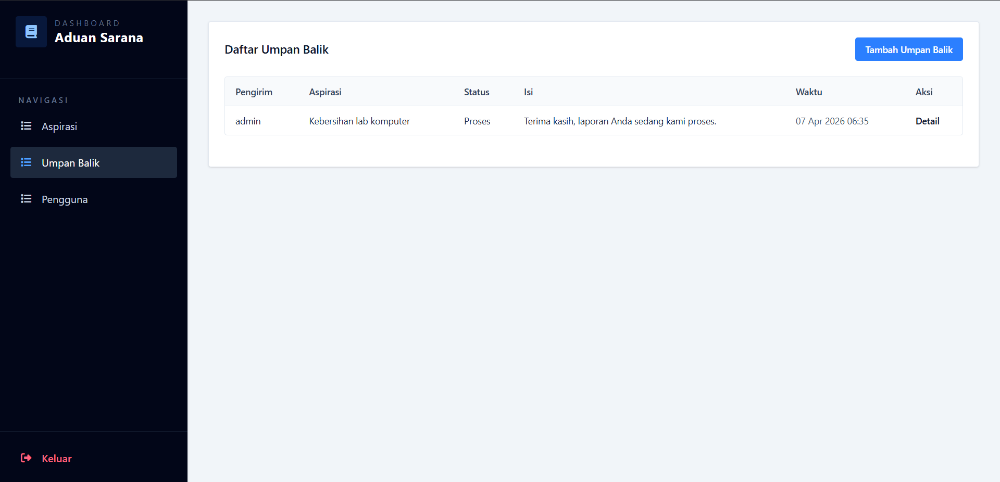 DASHBOARD
Aduan Sarana
NAVIGASI
Aspirasi
Umpan Balik
Pengguna
Keluar
Daftar Umpan Balik
Tambah Umpan Balik
Pengirim Aspirasi Status Isi Waktu Aksi
admin Kebersihan lab komputer Proses Terima kasih, laporan Anda sedang kami proses. 07 Apr 2026 06:35 Detail